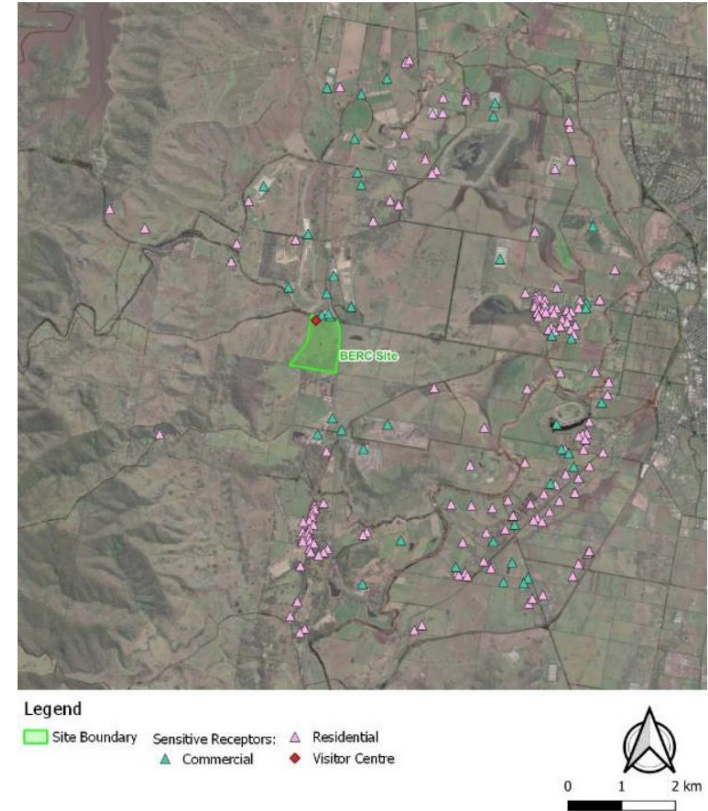 BERC Site
Legend
Site Boundary Sensitive Receptors: Residential
Commercial Visitor Centre
0 1 2 km